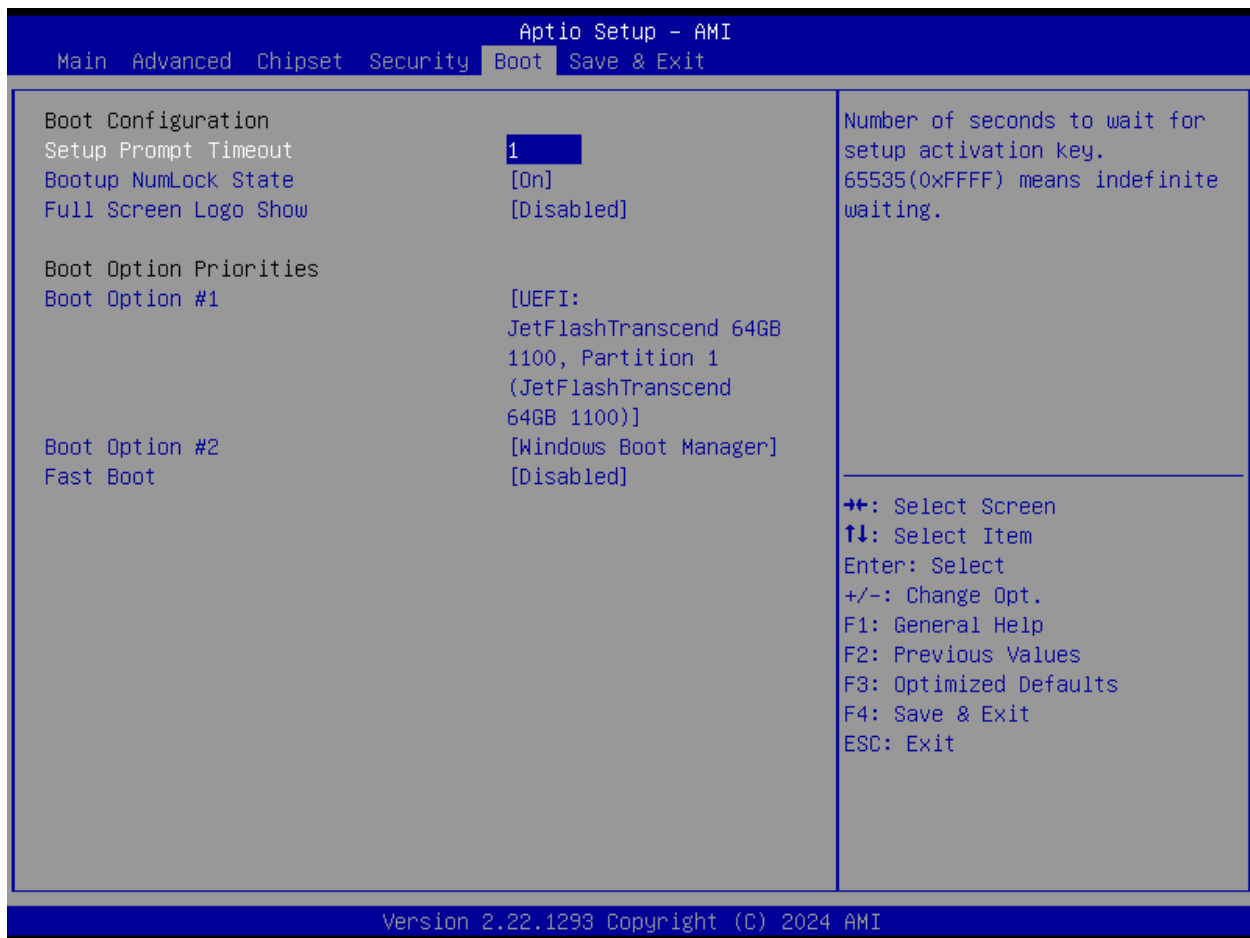 Aptio Setup – AMI
Main Advanced Chipset Security Boot Save & Exit
Boot Configuration
Setup Prompt Timeout 1
Bootup NumLock State [On]
Full Screen Logo Show [Disabled]
Boot Option Priorities
Boot Option #1 [UEFI:
JetFlashTranscend 64GB
1100, Partition 1
(JetFlashTranscend
64GB 1100)]
Boot Option #2 [Windows Boot Manager]
Fast Boot [Disabled]
Number of seconds to wait for
setup activation key.
65535(0xFFFF) means indefinite
waiting.
→←: Select Screen
↑↓: Select Item
Enter: Select
+/-: Change Opt.
F1: General Help
F2: Previous Values
F3: Optimized Defaults
F4: Save & Exit
ESC: Exit
Version 2.22.1293 Copyright (C) 2024 AMI